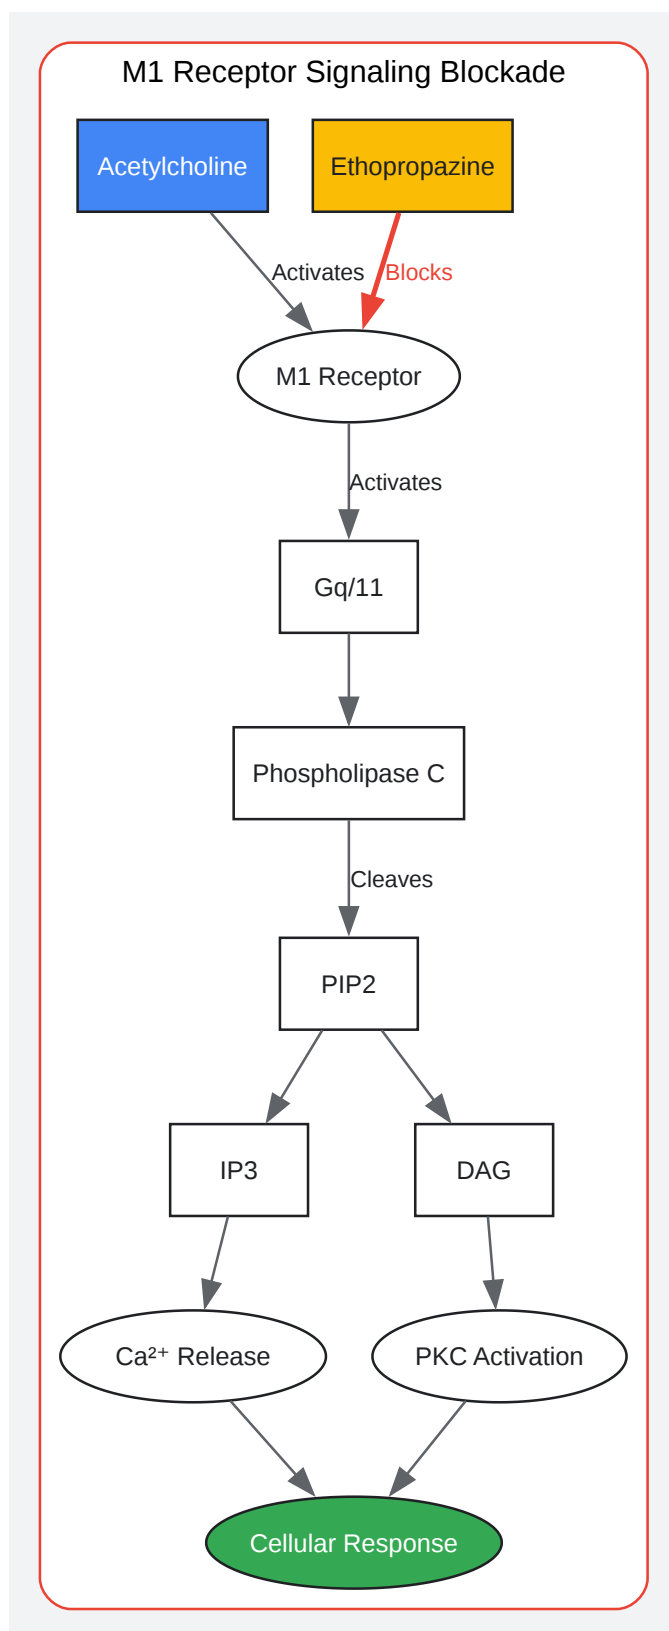 M1 Receptor Signaling Blockade
Acetylcholine
Ethopropazine
Activates
Blocks
M1 Receptor
Activates
Gq/11
Phospholipase C
Cleaves
PIP2
IP3
DAG
Ca²⁺ Release
PKC Activation
Cellular Response